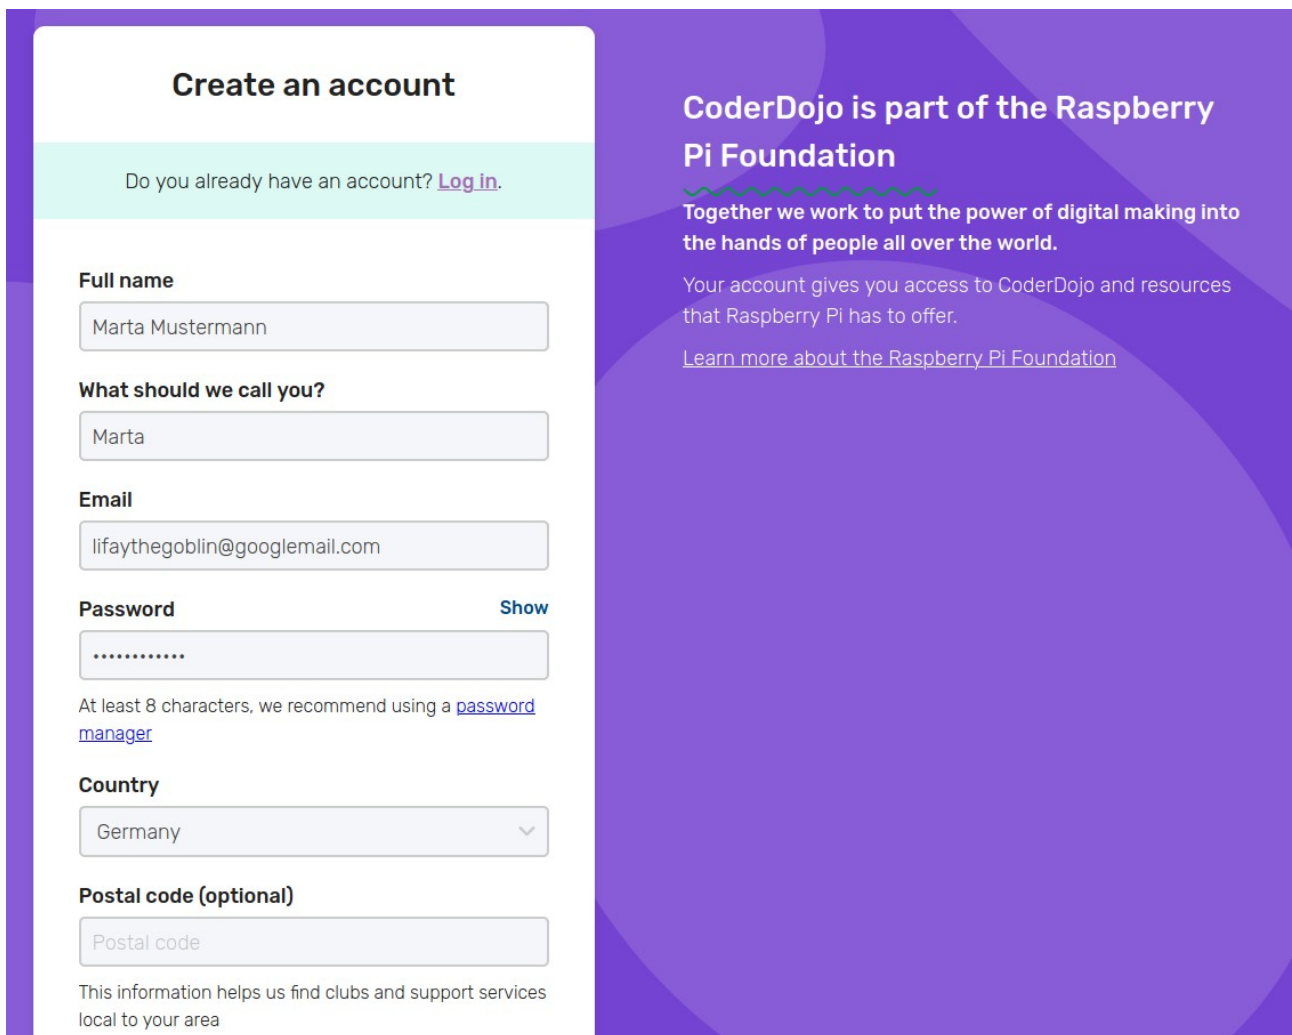 Create an account
Do you already have an account? Log in.
Full name
Marta Mustermann
What should we call you?
Marta
Email
lifaythegoblin@googlemail.com
Password
Show
••••••••••••
At least 8 characters, we recommend using a password
manager
Country
Germany
Postal code (optional)
Postal code
This information helps us find clubs and support services
local to your area
CoderDojo is part of the Raspberry
Pi Foundation
Together we work to put the power of digital making into
the hands of people all over the world.
Your account gives you access to CoderDojo and resources
that Raspberry Pi has to offer.
Learn more about the Raspberry Pi Foundation